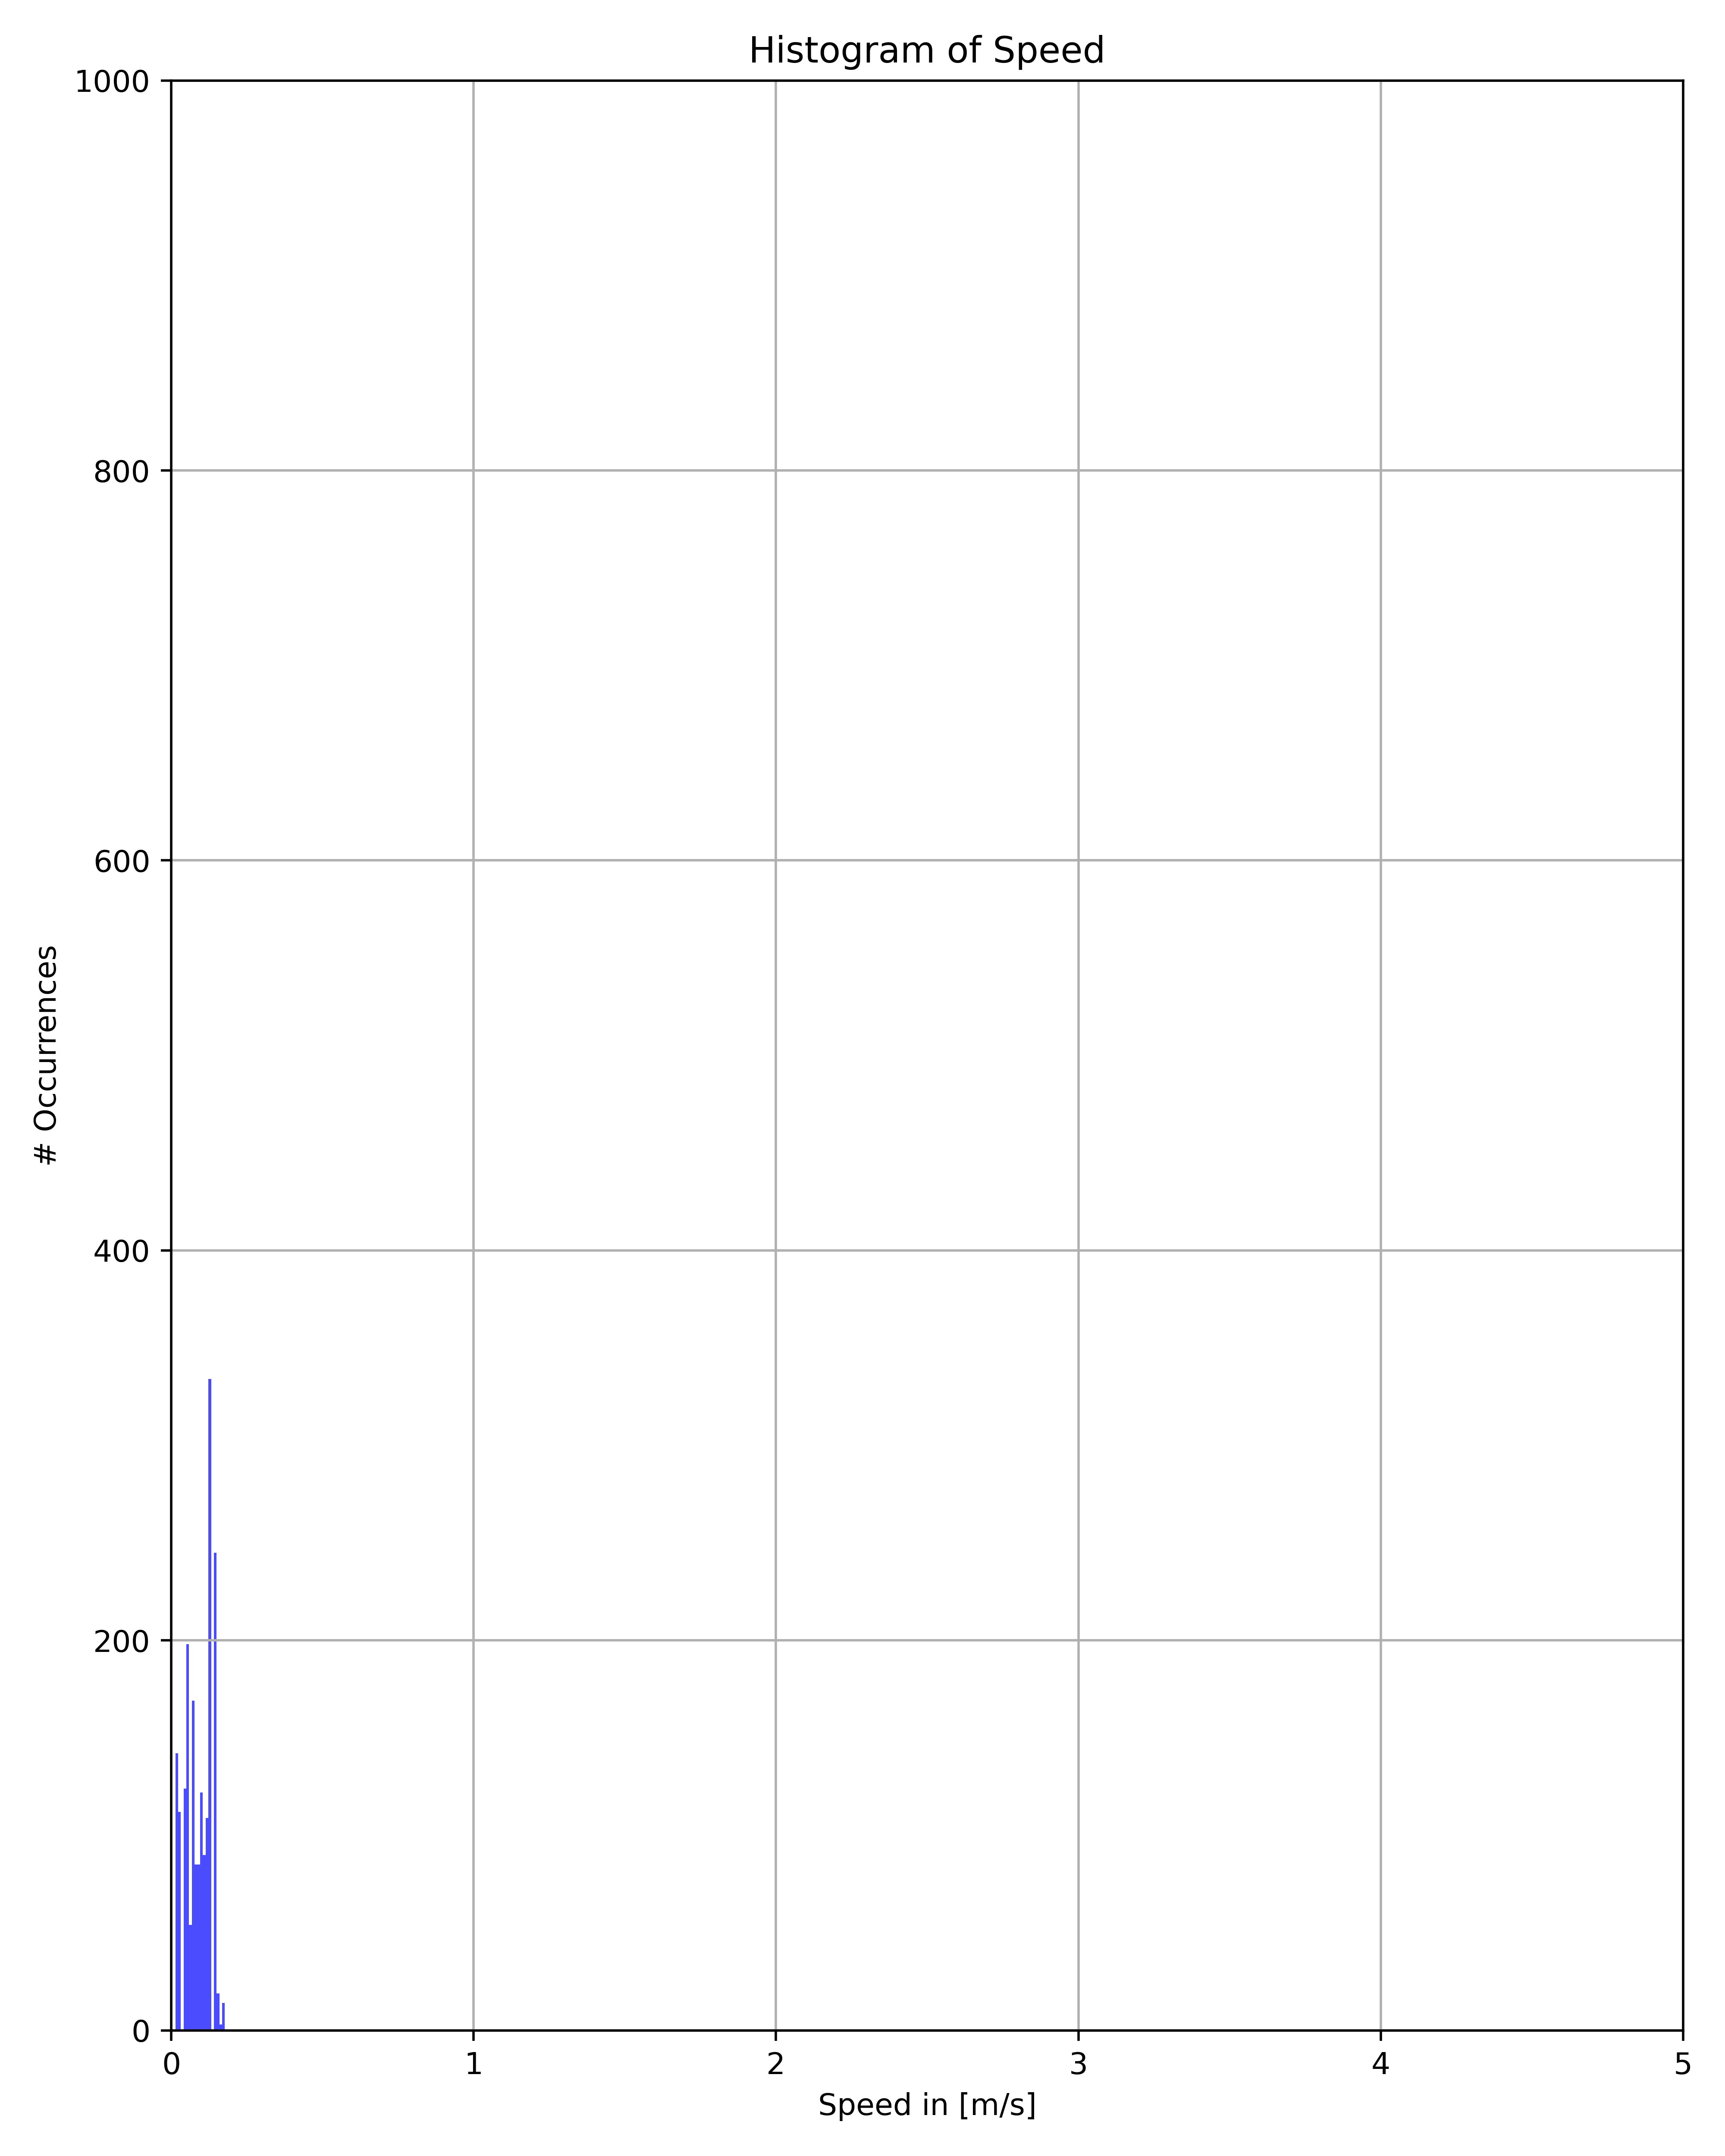 Histogram of Speed
1000
800
600
400
200
0
# Occurrences
0 1 2 3 4 5
Speed in [m/s]